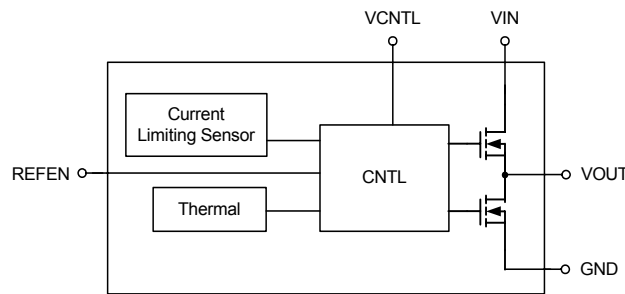 VCNTL
VIN
Current
Limiting Sensor
REFEN
CNTL
VOUT
Thermal
GND